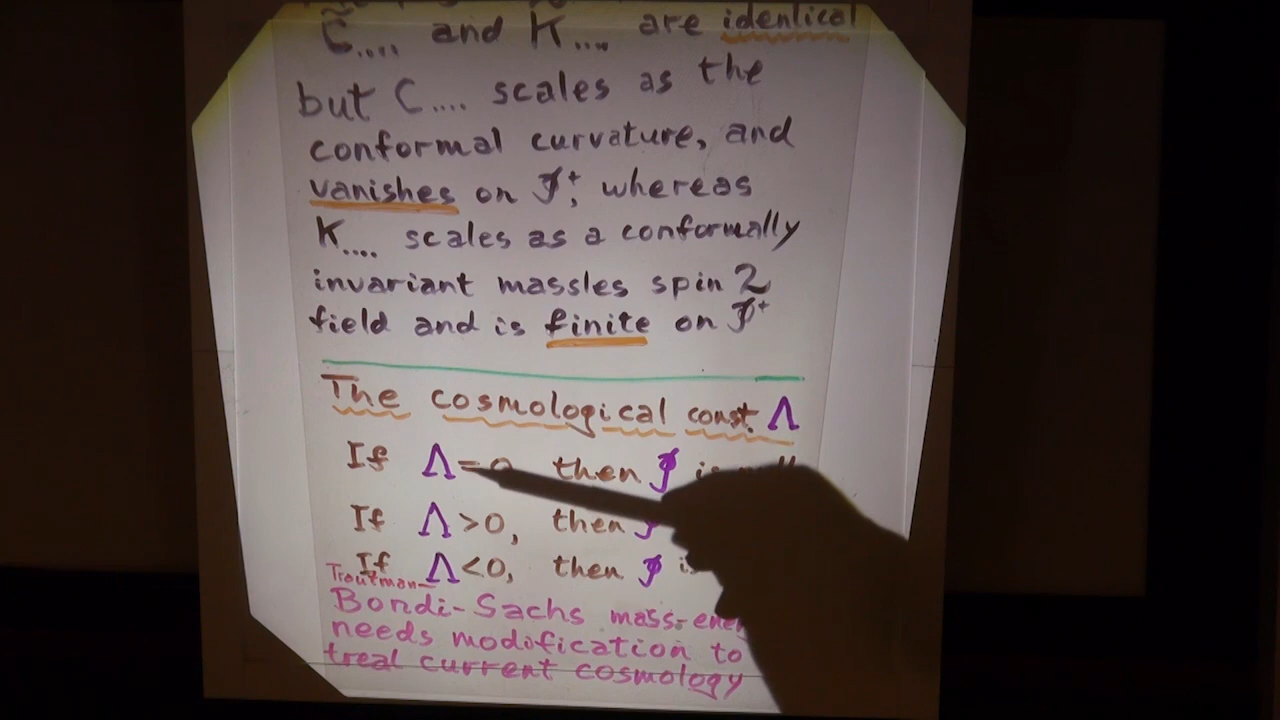 C̃.... and K̃.... are identical
but C.... scales as the
conformal curvature, and
vanishes on ℐ⁺; whereas
K.... scales as a conformally
invariant massles spin 2
field and is finite on ℐ⁺
The cosmological const. Λ
If Λ=0 then ℐ is
If Λ>0, then ℐ
If Λ<0, then ℐ
Trautman-
Bondi-Sachs mass-ener
needs modification to
treat current cosmology